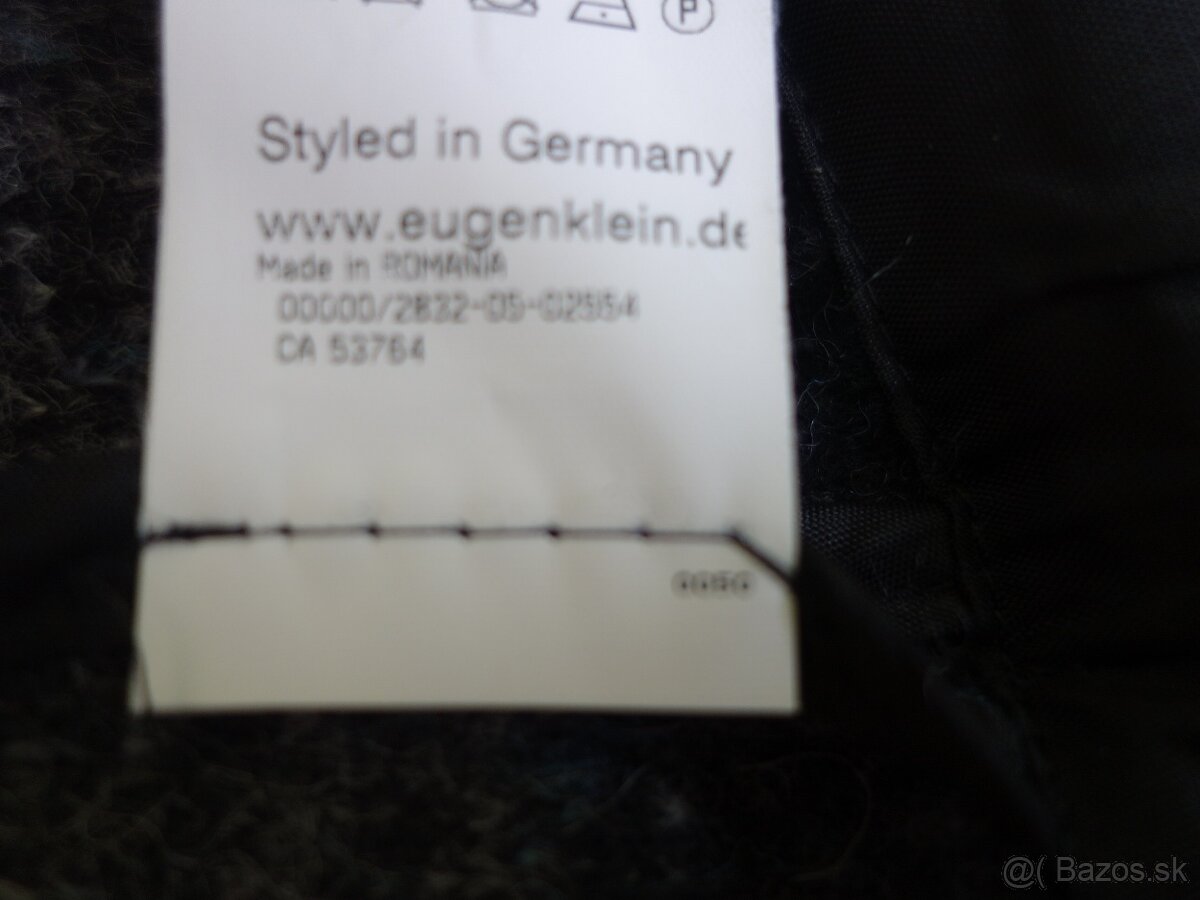 P
Styled in Germany
www.eugenklein.de
Made in ROMANIA
00000/2832-05-02554
CA 53764
@( Bazos.sk